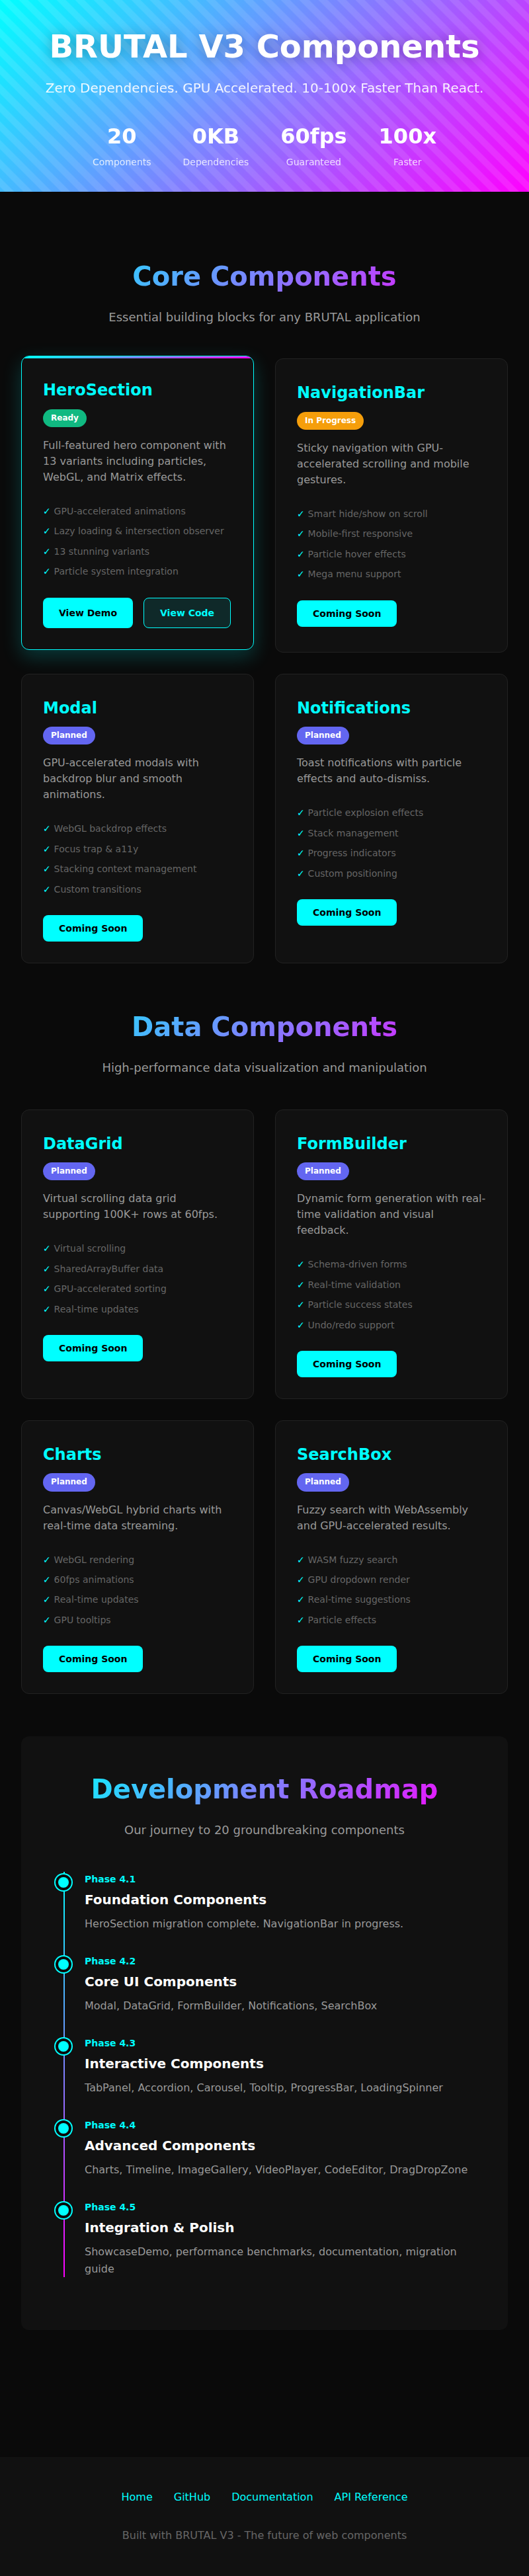 BRUTAL V3 Components
Zero Dependencies. GPU Accelerated. 10-100x Faster Than React.
20
Components
0KB
Dependencies
60fps
Guaranteed
100x
Faster
Core Components
Essential building blocks for any BRUTAL application
HeroSection
Ready
Full-featured hero component with
13 variants including particles,
WebGL, and Matrix effects.
✓ GPU-accelerated animations
✓ Lazy loading & intersection observer
✓ 13 stunning variants
✓ Particle system integration
View Demo
View Code
NavigationBar
In Progress
Sticky navigation with GPU-
accelerated scrolling and mobile
gestures.
✓ Smart hide/show on scroll
✓ Mobile-first responsive
✓ Particle hover effects
✓ Mega menu support
Coming Soon
Modal
Planned
GPU-accelerated modals with
backdrop blur and smooth
animations.
✓ WebGL backdrop effects
✓ Focus trap & a11y
✓ Stacking context management
✓ Custom transitions
Coming Soon
Notifications
Planned
Toast notifications with particle
effects and auto-dismiss.
✓ Particle explosion effects
✓ Stack management
✓ Progress indicators
✓ Custom positioning
Coming Soon
Data Components
High-performance data visualization and manipulation
DataGrid
Planned
Virtual scrolling data grid
supporting 100K+ rows at 60fps.
✓ Virtual scrolling
✓ SharedArrayBuffer data
✓ GPU-accelerated sorting
✓ Real-time updates
Coming Soon
FormBuilder
Planned
Dynamic form generation with real-
time validation and visual
feedback.
✓ Schema-driven forms
✓ Real-time validation
✓ Particle success states
✓ Undo/redo support
Coming Soon
Charts
Planned
Canvas/WebGL hybrid charts with
real-time data streaming.
✓ WebGL rendering
✓ 60fps animations
✓ Real-time updates
✓ GPU tooltips
Coming Soon
SearchBox
Planned
Fuzzy search with WebAssembly
and GPU-accelerated results.
✓ WASM fuzzy search
✓ GPU dropdown render
✓ Real-time suggestions
✓ Particle effects
Coming Soon
Development Roadmap
Our journey to 20 groundbreaking components
Phase 4.1
Foundation Components
HeroSection migration complete. NavigationBar in progress.
Phase 4.2
Core UI Components
Modal, DataGrid, FormBuilder, Notifications, SearchBox
Phase 4.3
Interactive Components
TabPanel, Accordion, Carousel, Tooltip, ProgressBar, LoadingSpinner
Phase 4.4
Advanced Components
Charts, Timeline, ImageGallery, VideoPlayer, CodeEditor, DragDropZone
Phase 4.5
Integration & Polish
ShowcaseDemo, performance benchmarks, documentation, migration
guide
Home
GitHub
Documentation
API Reference
Built with BRUTAL V3 - The future of web components